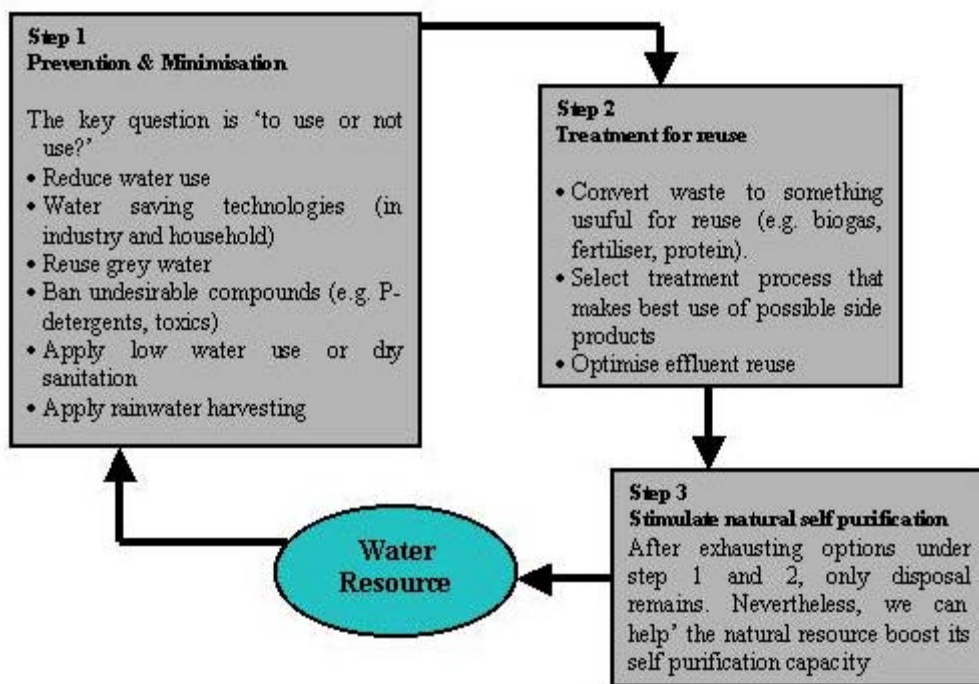 Step 1
Prevention & Minimisation
The key question is ‘to use or not
use?’
• Reduce water use
• Water saving technologies (in
industry and household)
• Reuse grey water
• Ban undesirable compounds (e.g. P-
detergents, toxics)
• Apply low water use or dry
sanitation
• Apply rainwater harvesting
Step 2
Treatment for reuse
• Convert waste to something
usuful for reuse (e.g. biogas,
fertiliser, protein).
• Select treatment process that
makes best use of possible side
products
• Optimise effluent reuse
Step 3
Stimulate natural self purification
After exhausting options under
step 1 and 2, only disposal
remains. Nevertheless, we can
help’ the natural resource boost its
self purification capacity
Water
Resource